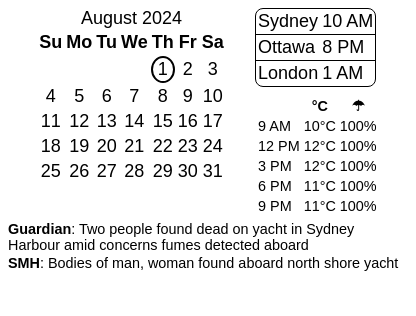 August 2024
Su Mo Tu We Th Fr Sa
1 2 3
4 5 6 7 8 9 10
11 12 13 14 15 16 17
18 19 20 21 22 23 24
25 26 27 28 29 30 31
Sydney 10 AM
Ottawa 8 PM
London 1 AM
°C ☂
9 AM 10°C 100%
12 PM 12°C 100%
3 PM 12°C 100%
6 PM 11°C 100%
9 PM 11°C 100%
Guardian: Two people found dead on yacht in Sydney
Harbour amid concerns fumes detected aboard
SMH: Bodies of man, woman found aboard north shore yacht